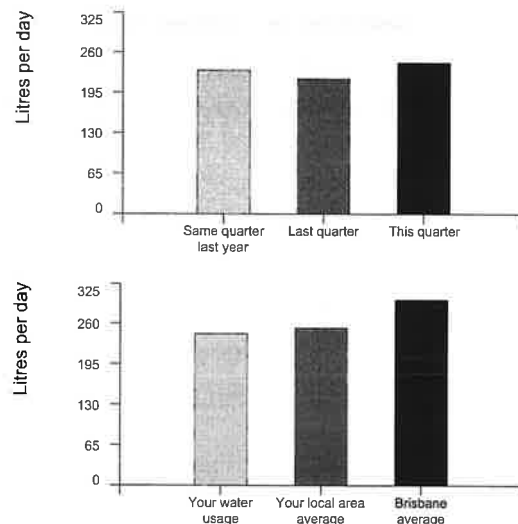 Litres per day
325
260
195
130
65
0
Same quarter
last year
Last quarter
This quarter
Litres per day
325
260
195
130
65
0
Your water
usage
Your local area
average
Brisbane
average